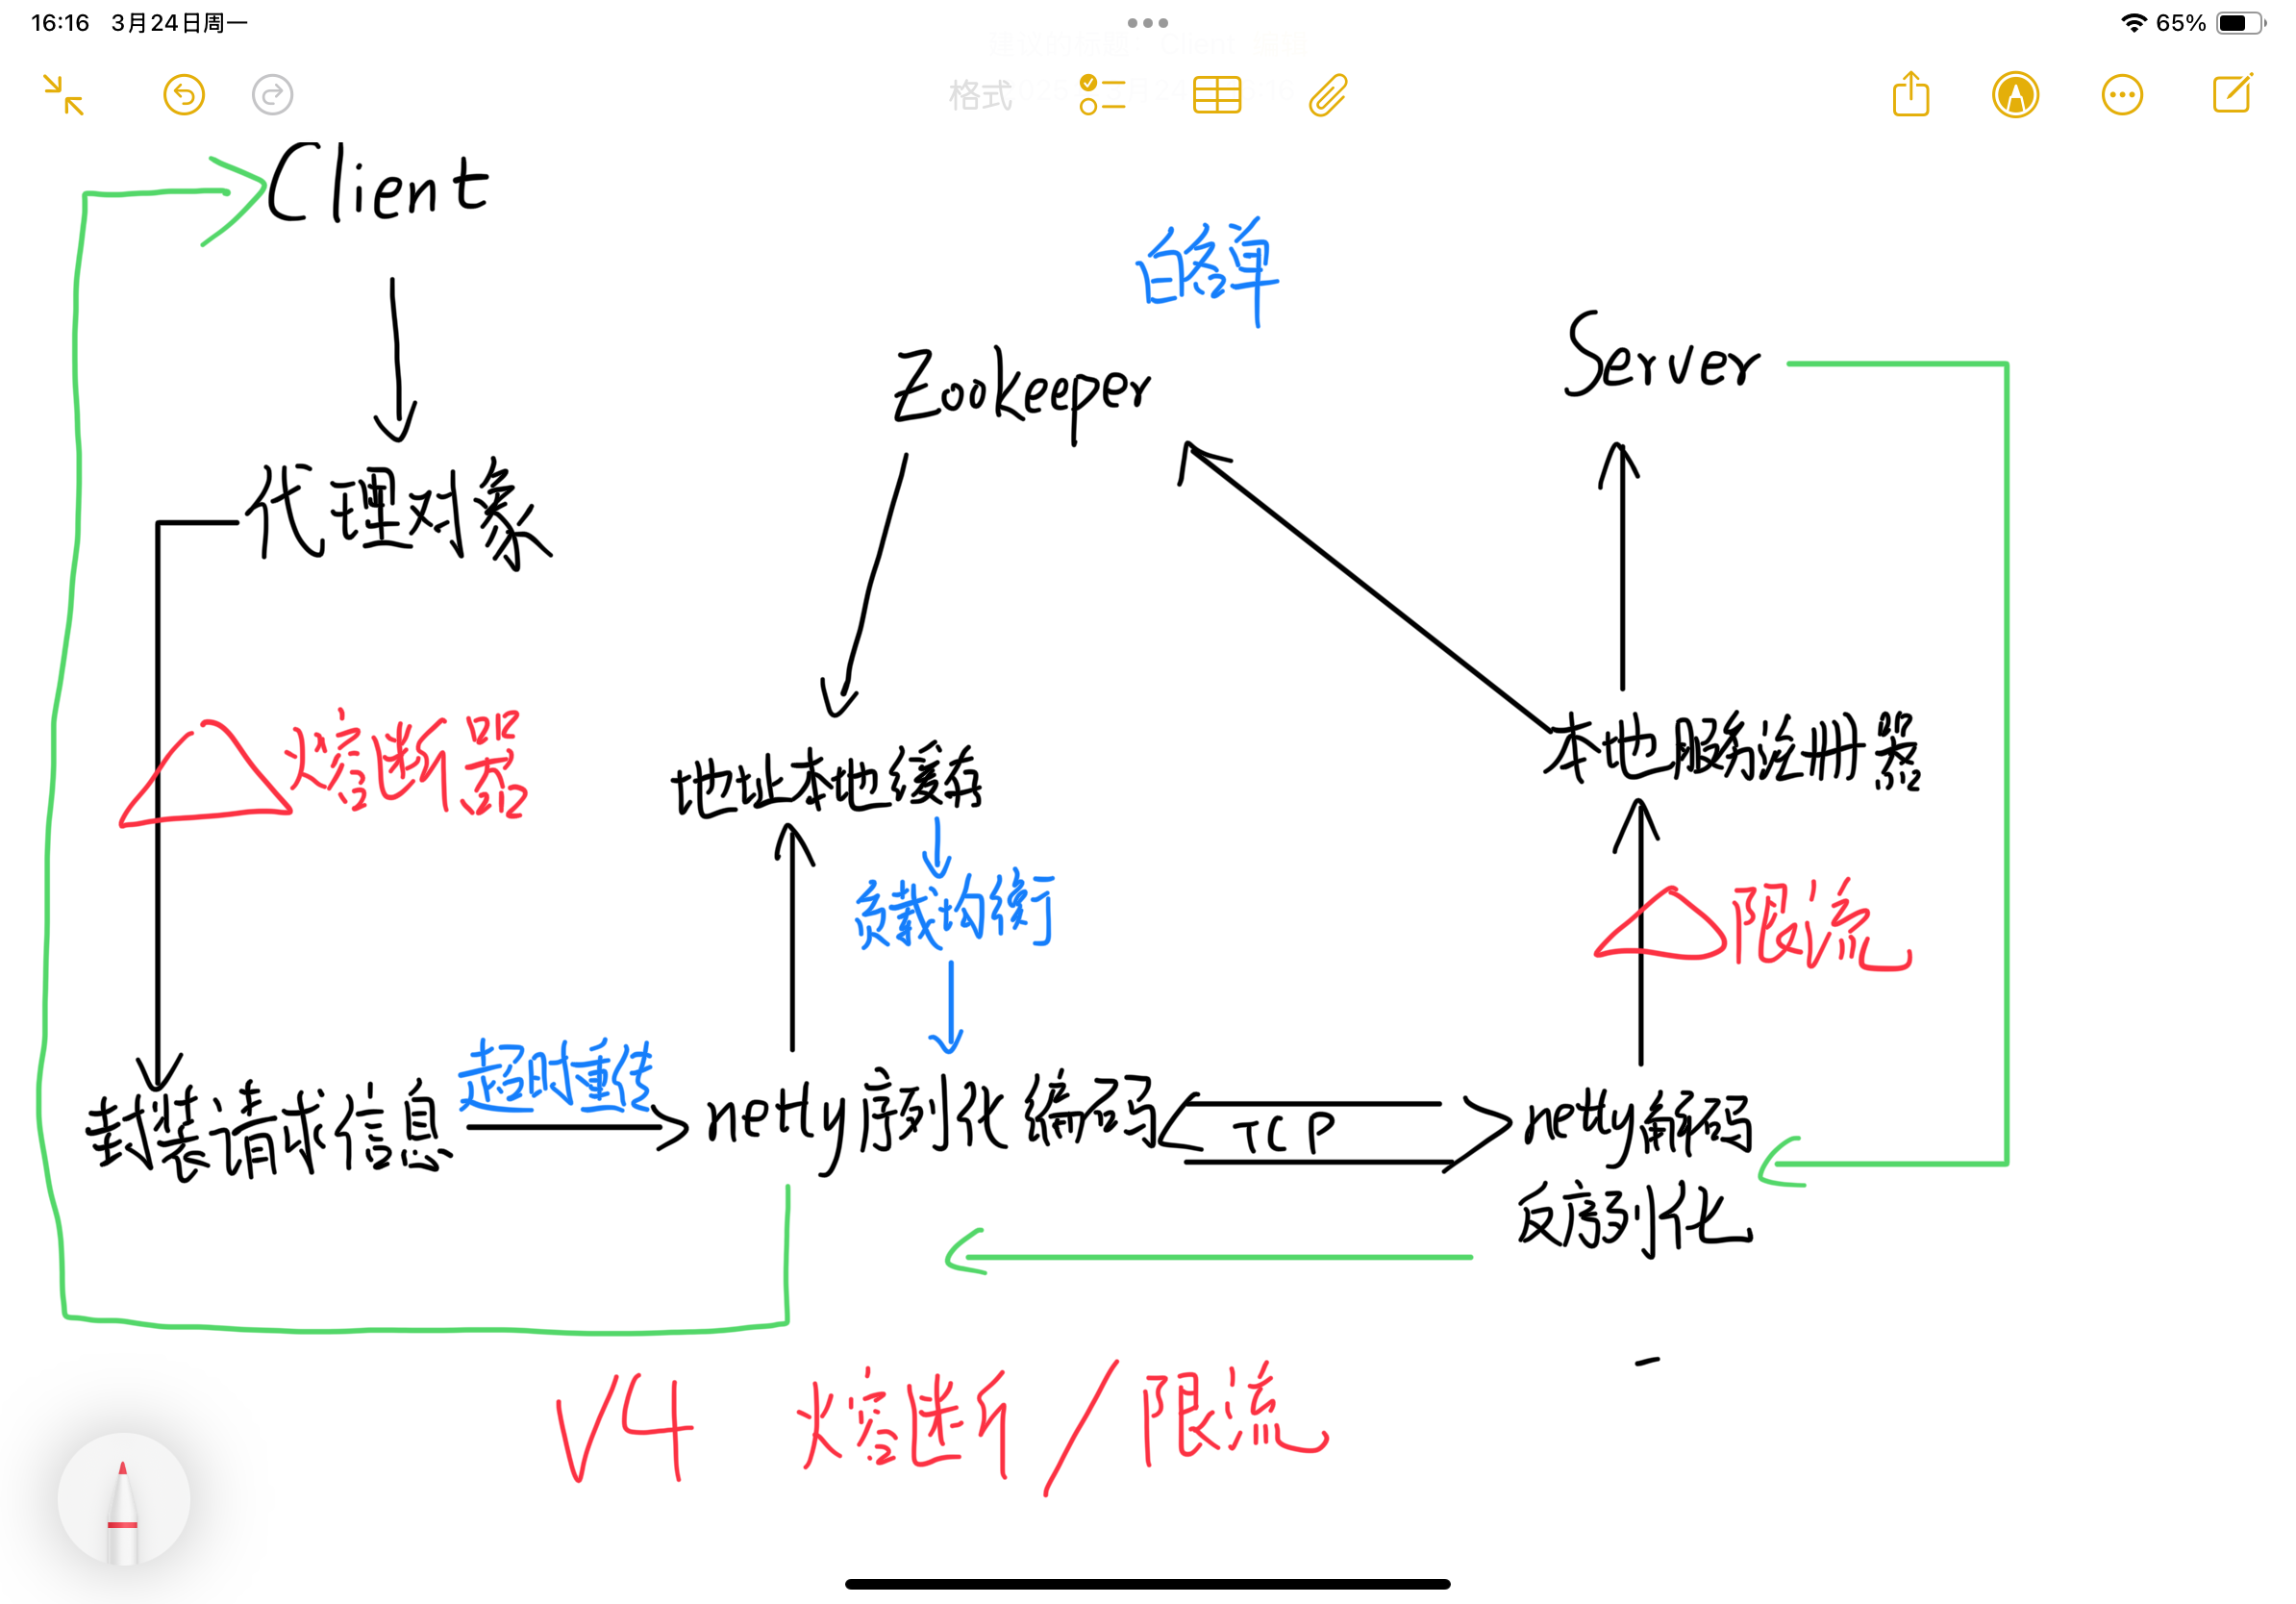 16:16 3月24日周一
65%
格式
Client
白名单
Zookeeper
Server
代理对象
熔断器
地址本地缓存
本地服务注册器
负载均衡
限流
超时重传
封装请求信息
netty序列化编码
TCP
netty解码
反序列化
V4 熔断/限流